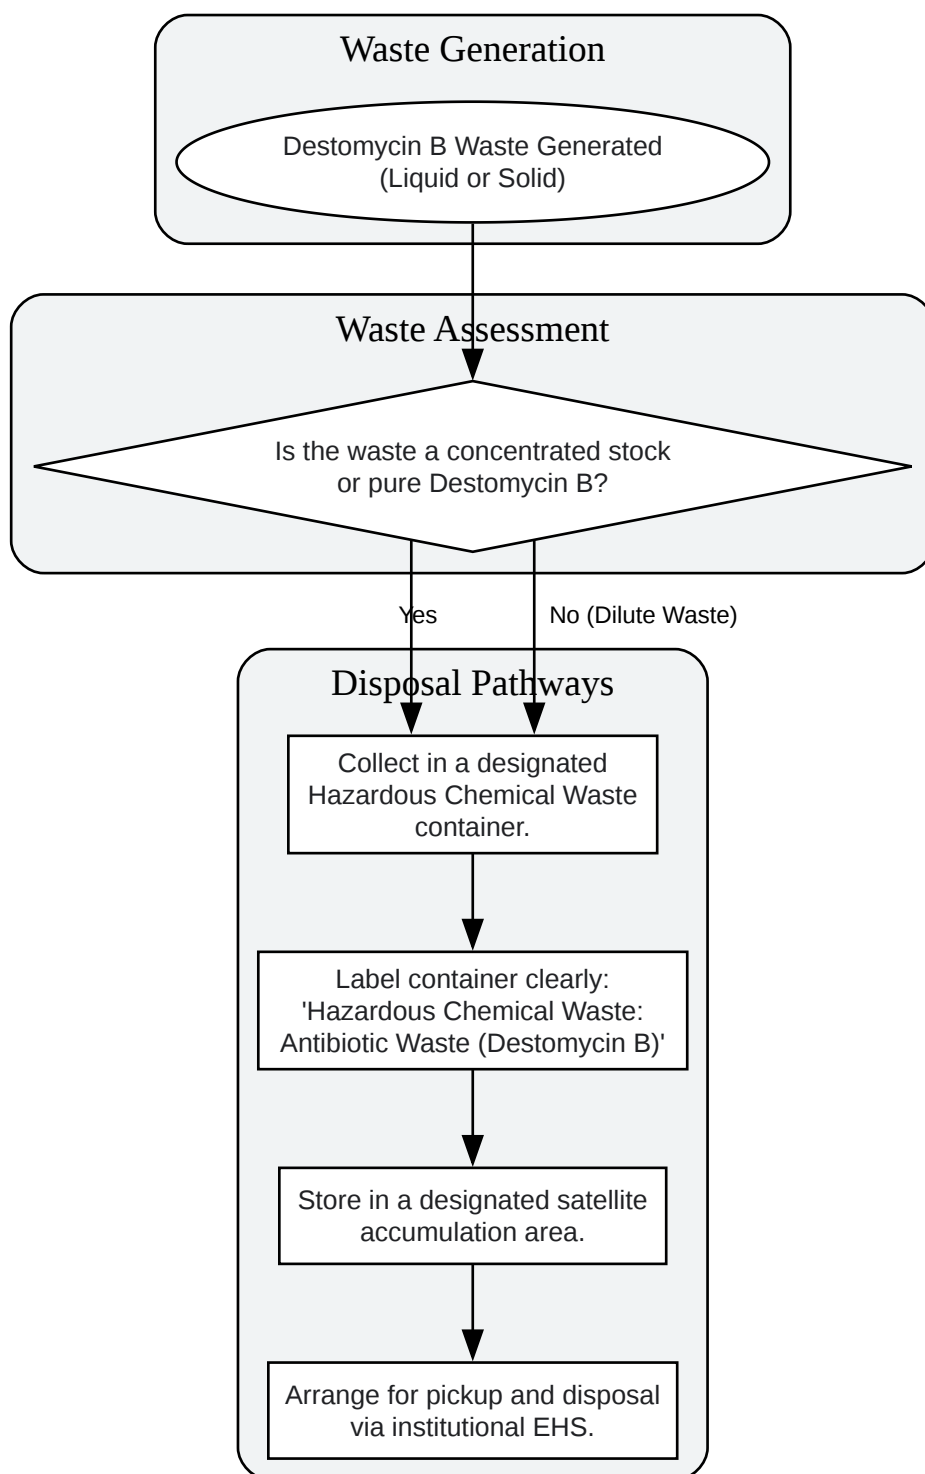 Waste Generation
Destomycin B Waste Generated
(Liquid or Solid)
Waste Assessment
Is the waste a concentrated stock
or pure Destomycin B?
Yes
No (Dilute Waste)
Disposal Pathways
Collect in a designated
Hazardous Chemical Waste
container.
Label container clearly:
'Hazardous Chemical Waste:
Antibiotic Waste (Destomycin B)'
Store in a designated satellite
accumulation area.
Arrange for pickup and disposal
via institutional EHS.